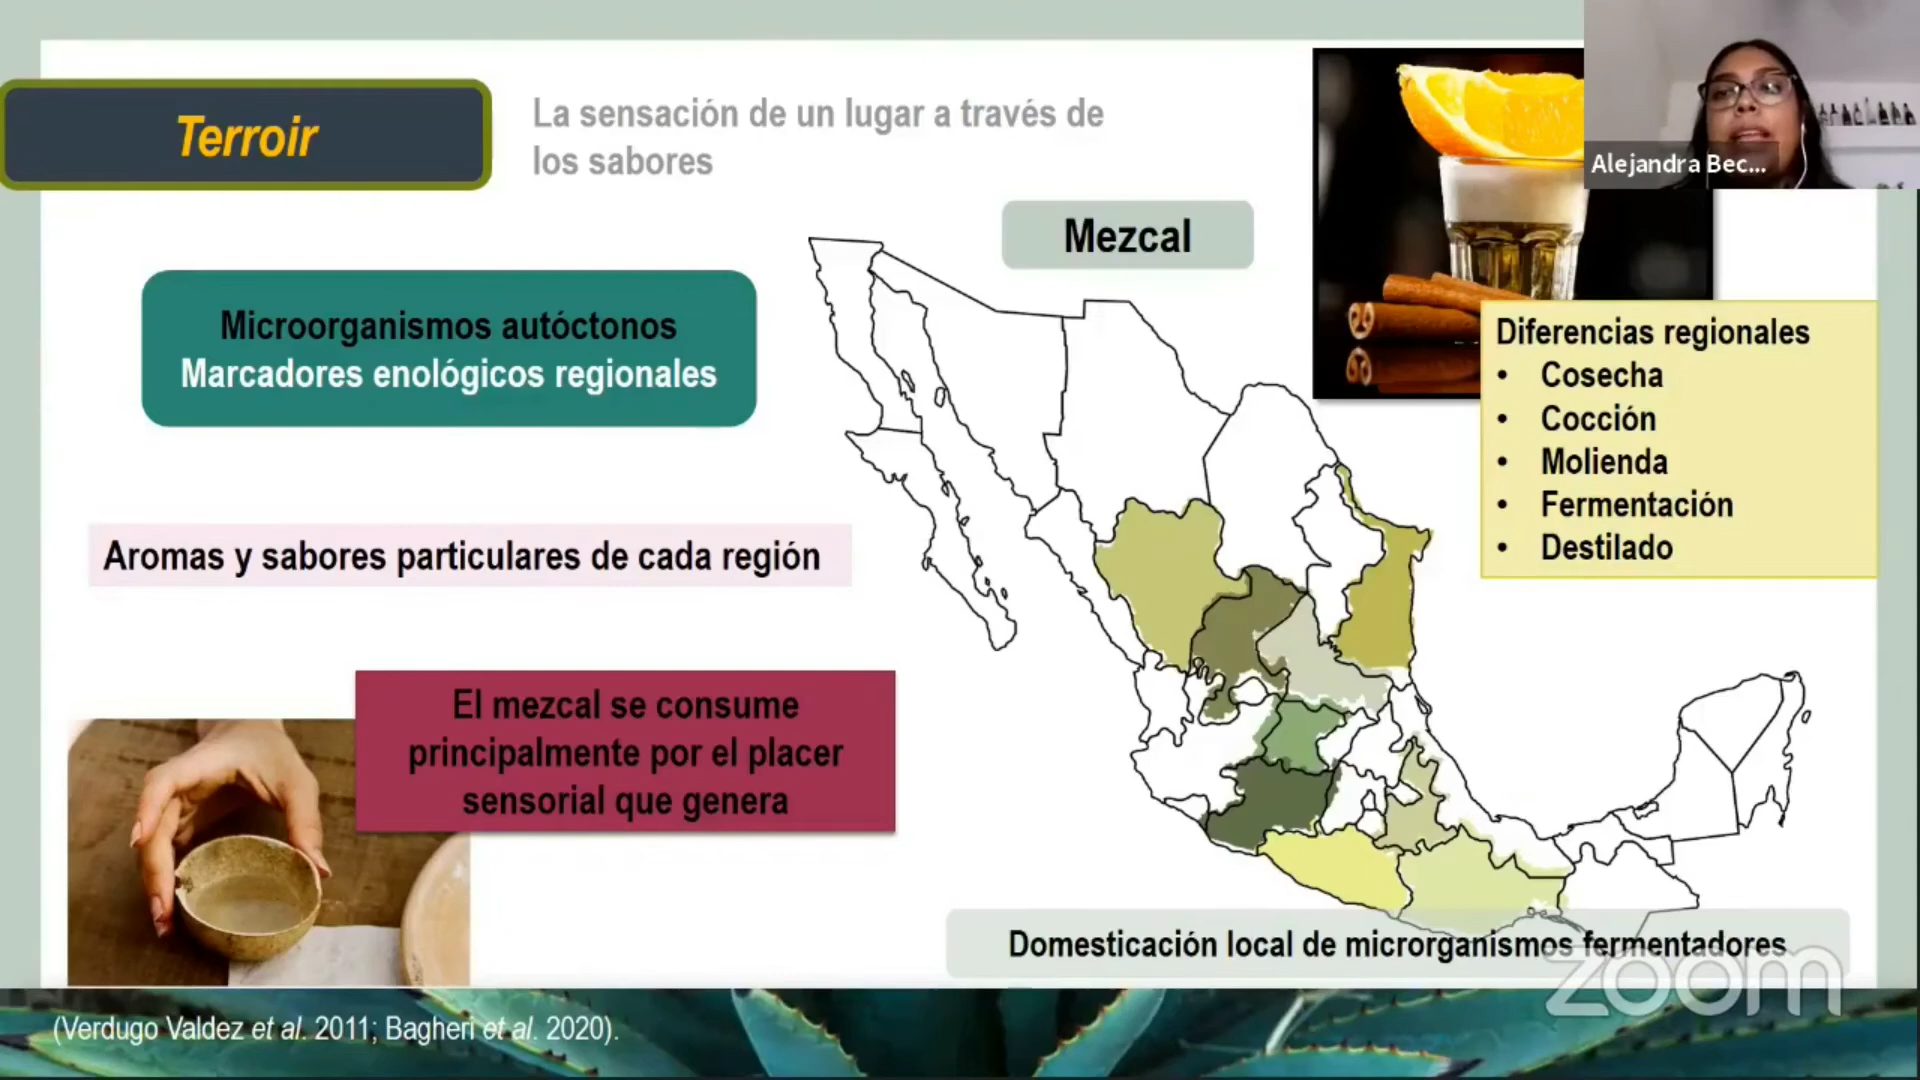 Terroir
La sensación de un lugar a través de
los sabores
Alejandra Bec...
Mezcal
Microorganismos autóctonos
Marcadores enológicos regionales
Diferencias regionales
• Cosecha
• Cocción
• Molienda
• Fermentación
• Destilado
Aromas y sabores particulares de cada región
El mezcal se consume
principalmente por el placer
sensorial que genera
Domesticación local de microrganismos fermentadores
zoom
(Verdugo Valdez et al. 2011; Bagheri et al. 2020).